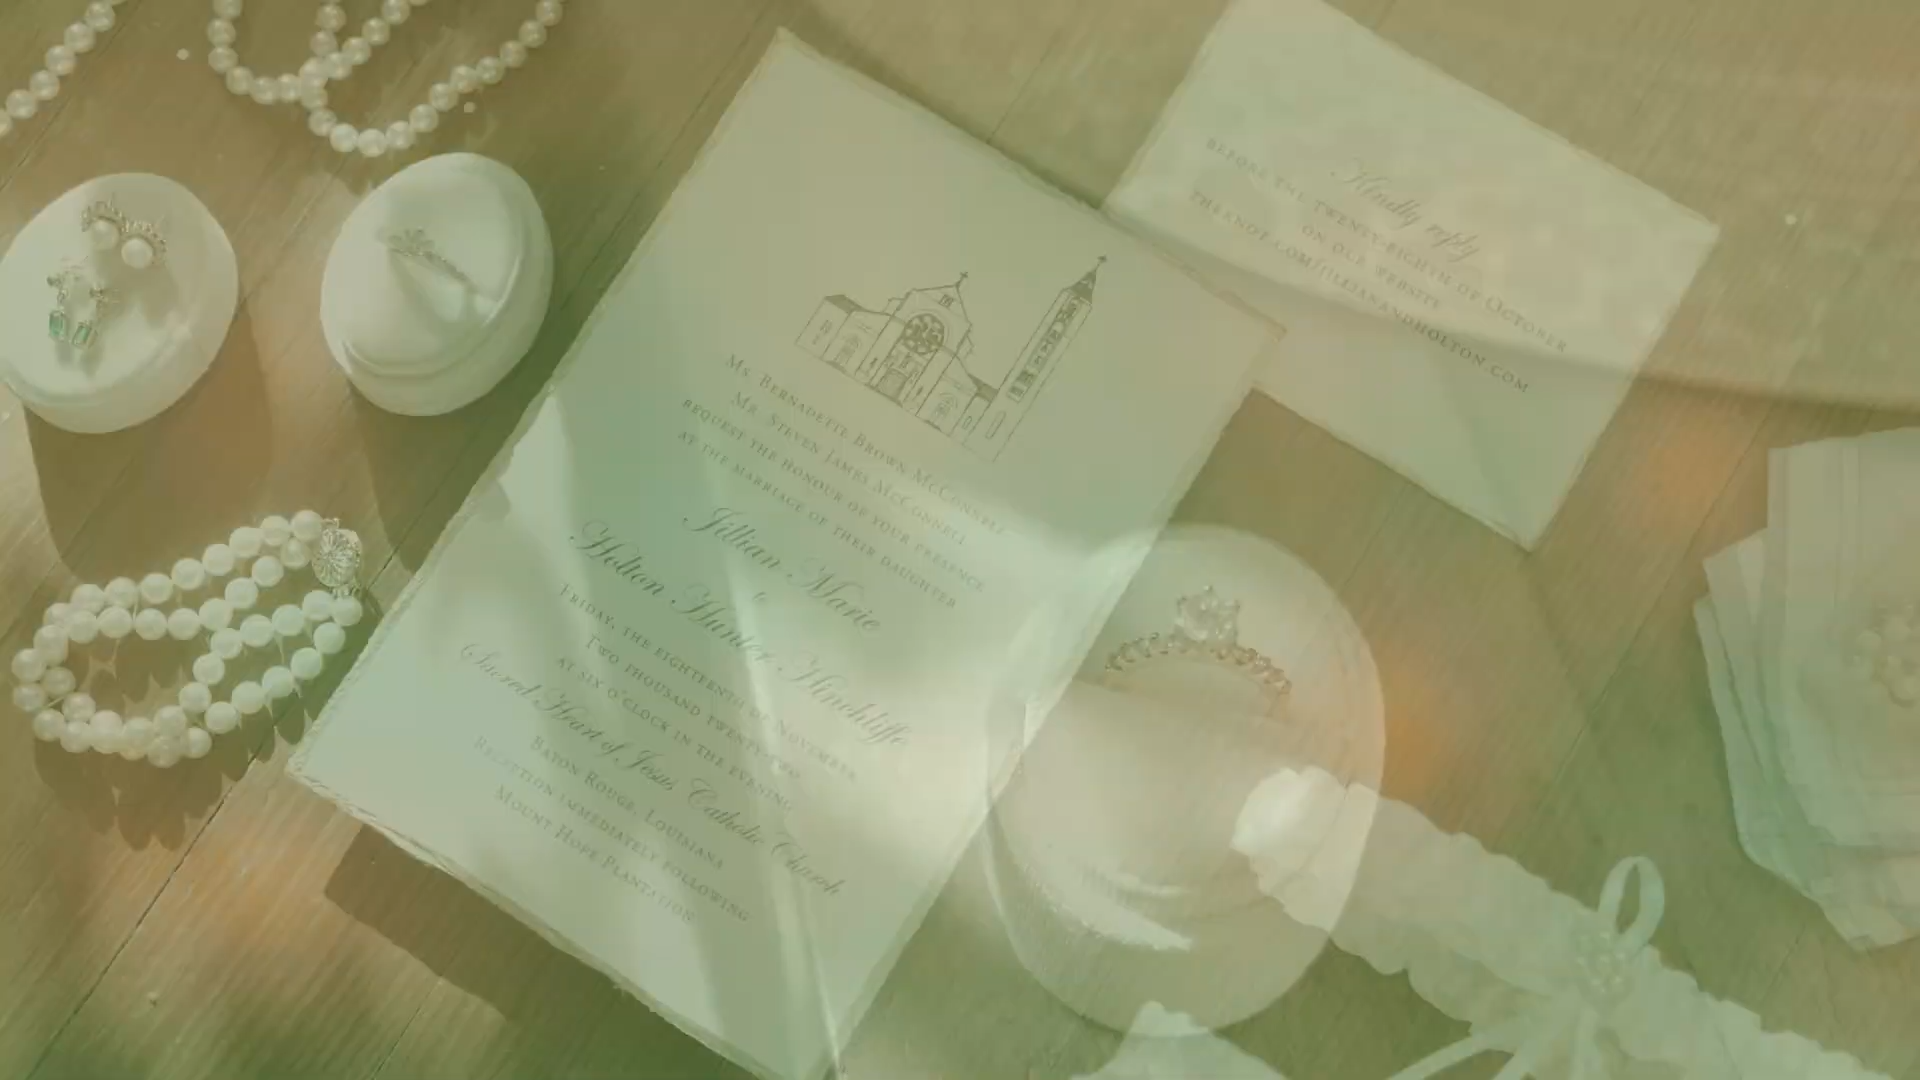 Ms. Bernadette Brown McConnell
Mr. Steven James McConnell
request the honour of your presence
at the marriage of their daughter
Jillian Marie
&
Holton Hunter Hinchliffe
Friday, the eighteenth of November
Two thousand twenty-two
at six o'clock in the evening
Sacred Heart of Jesus Catholic Church
Baton Rouge, Louisiana
Reception immediately following
Mount Hope Plantation
Kindly reply
before the twenty-eighth of October
on our website
theknot.com/jillianandholton.com